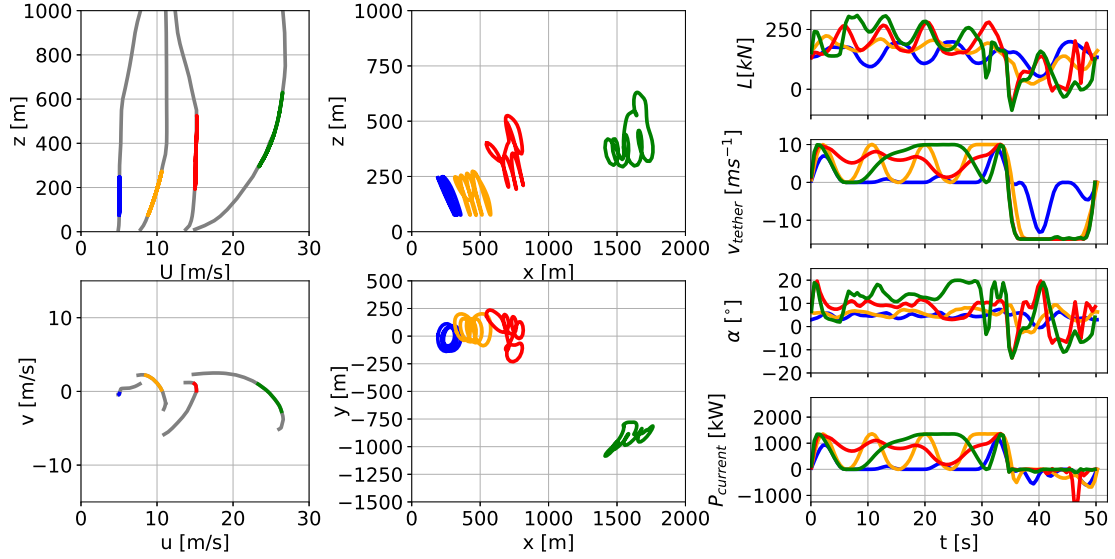 1000
800
600
400
200
0
z [m]
0 10 20 30
U [m/s]
1000
750
500
250
0
z [m]
0 500 1000 1500 2000
x [m]
250
0
L[kN]
10
0
−10
v_tether [ms⁻¹]
20
10
0
−10
20
α [°]
2000
1000
0
−1000
P_current [kW]
0 10 20 30 40 50
t [s]
10
0
−10
v [m/s]
0 10 20 30
u [m/s]
500
250
0
−250
−500
−750
−1000
−1250
−1500
y [m]
0 500 1000 1500 2000
x [m]